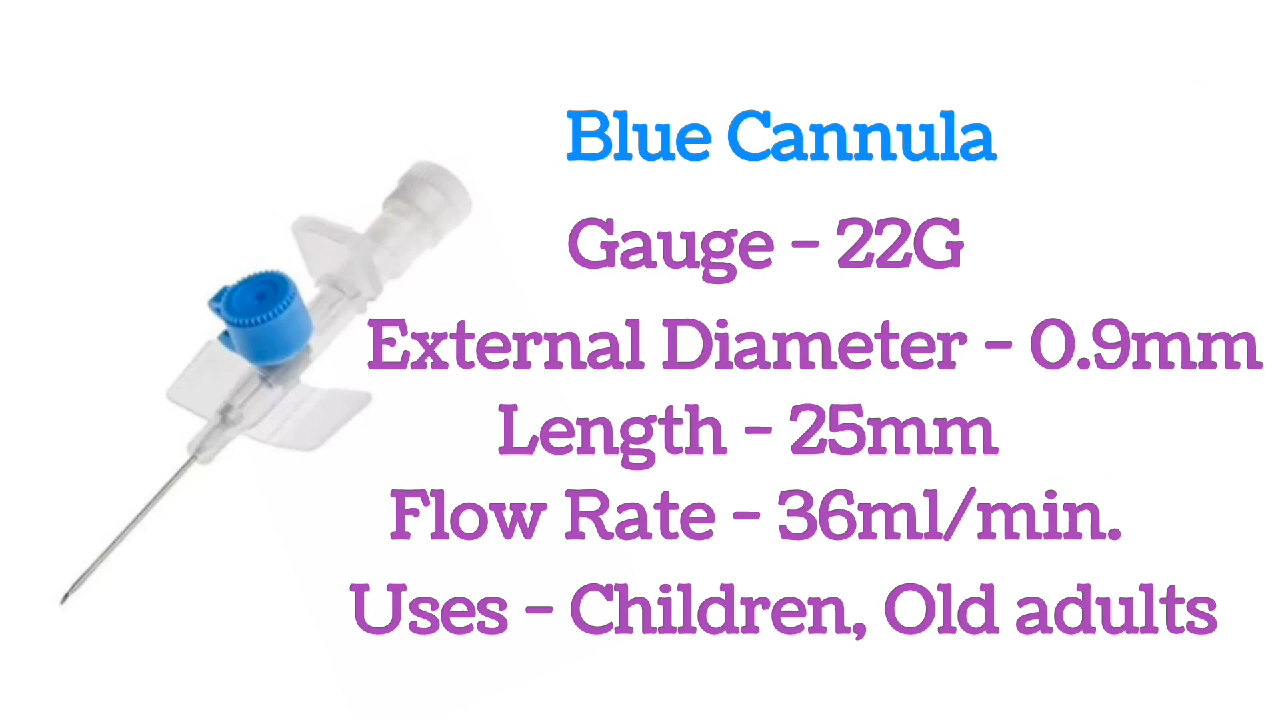 Blue Cannula
Gauge - 22G
External Diameter - 0.9mm
Length - 25mm
Flow Rate - 36ml/min.
Uses - Children, Old adults